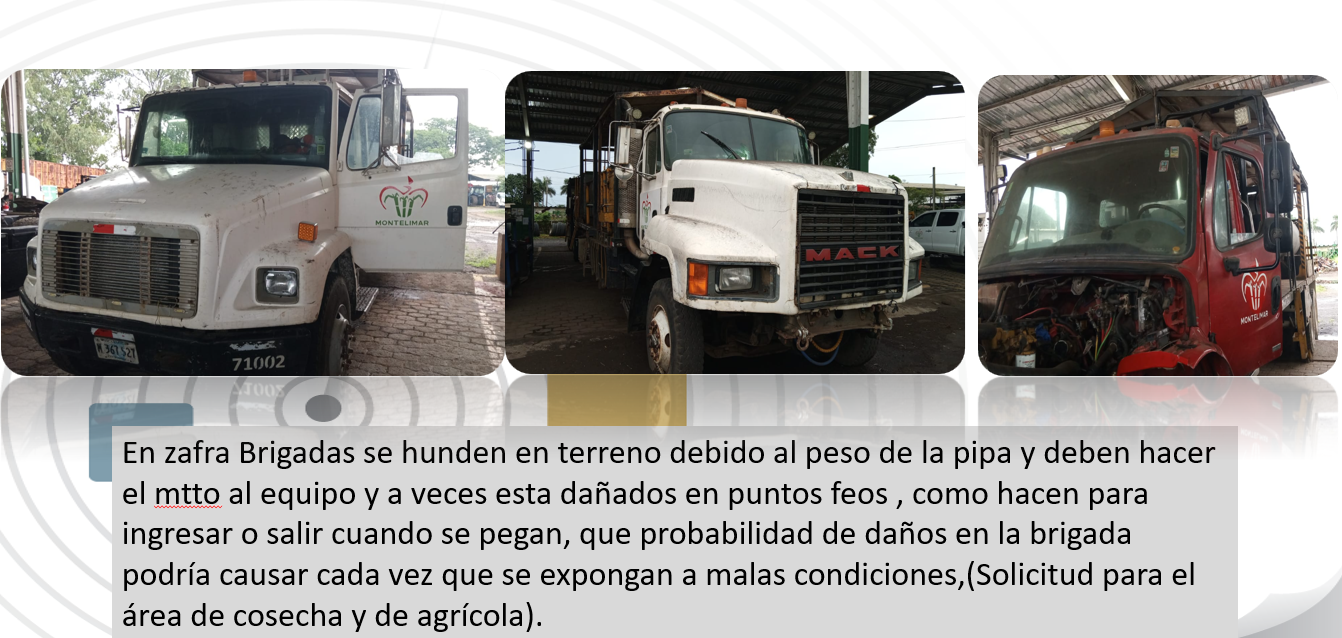 MONTELIMAR
71002
MACK
MONTELIMAR
En zafra Brigadas se hunden en terreno debido al peso de la pipa y deben hacer
el mtto al equipo y a veces esta dañados en puntos feos , como hacen para
ingresar o salir cuando se pegan, que probabilidad de daños en la brigada
podría causar cada vez que se expongan a malas condiciones,(Solicitud para el
área de cosecha y de agrícola).